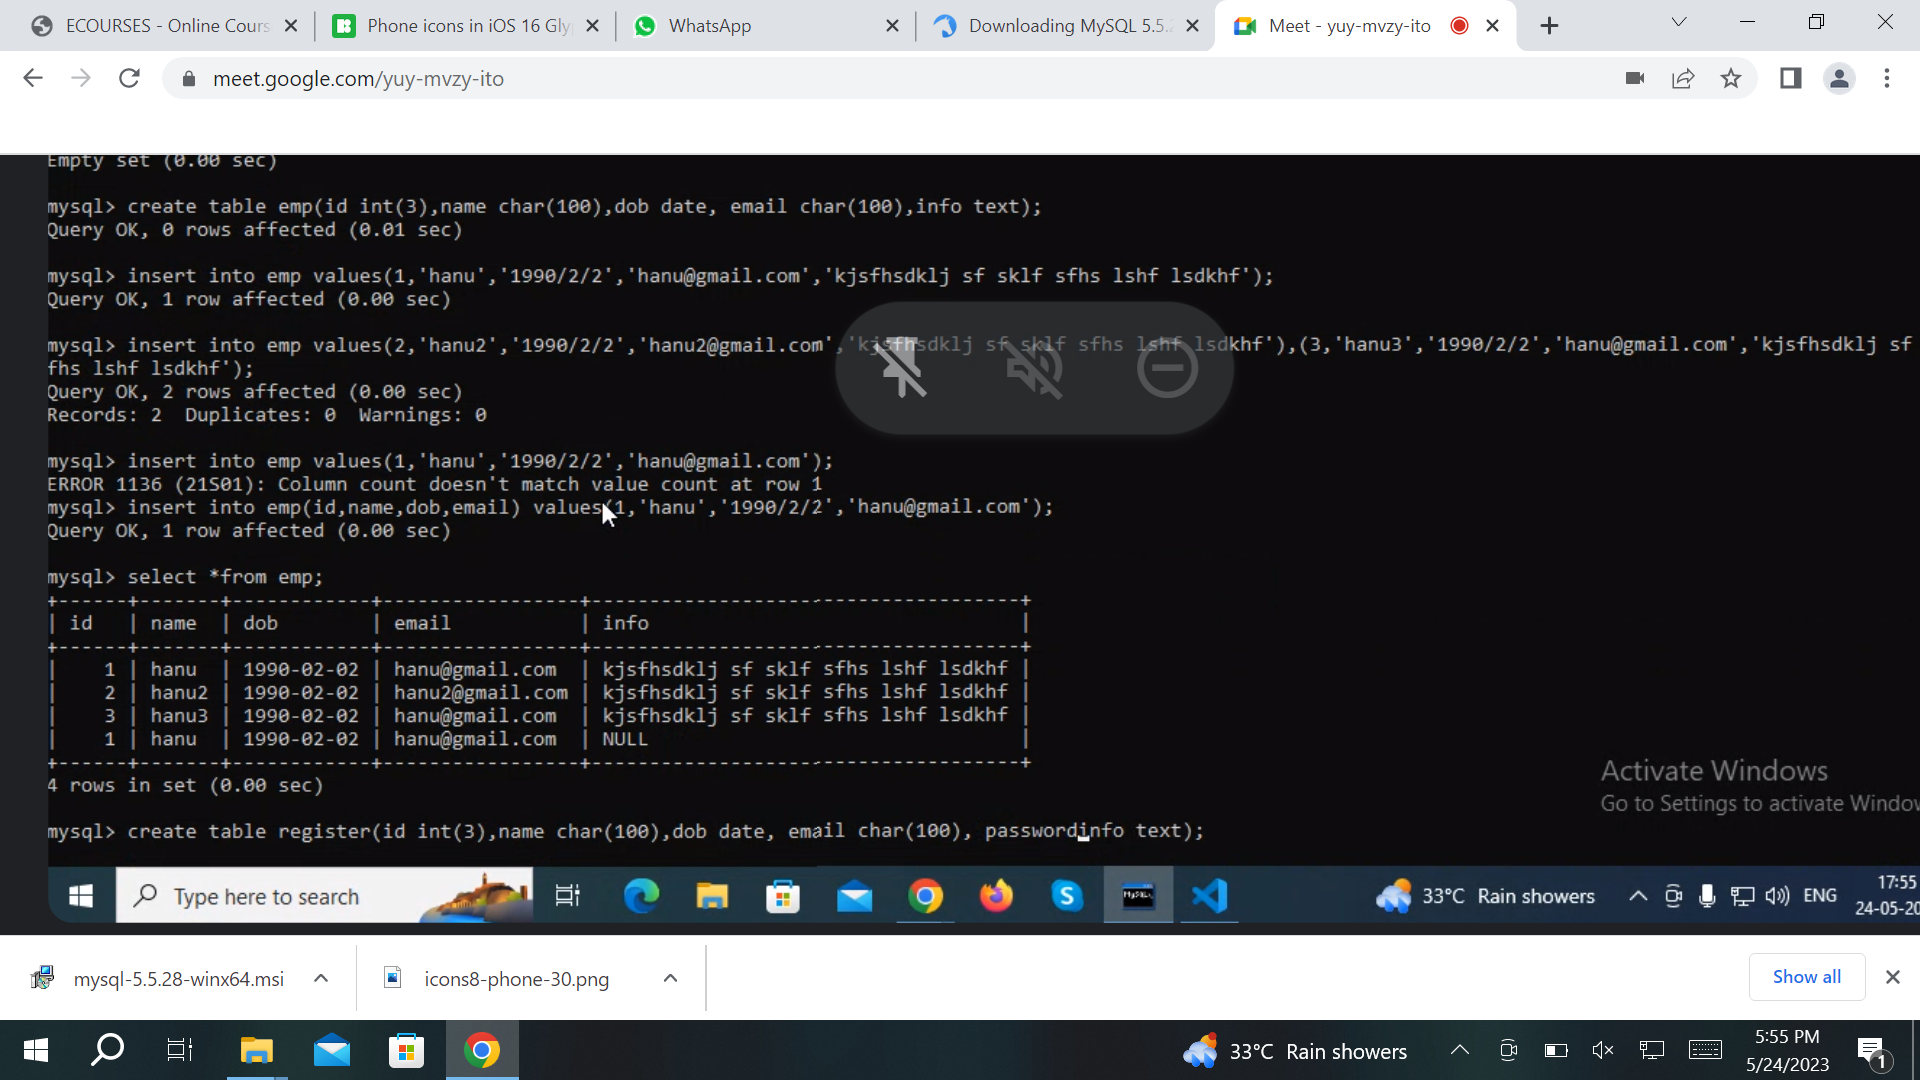 ECOURSES - Online Cours
Phone icons in iOS 16 Gly
WhatsApp
Downloading MySQL 5.5.
Meet - yuy-mvzy-ito
meet.google.com/yuy-mvzy-ito
Empty set (0.00 sec)
mysql> create table emp(id int(3),name char(100),dob date, email char(100),info text);
Query OK, 0 rows affected (0.01 sec)
mysql> insert into emp values(1,'hanu','1990/2/2','hanu@gmail.com','kjsfhsdklj sf sklf sfhs lshf lsdkhf');
Query OK, 1 row affected (0.00 sec)
mysql> insert into emp values(2,'hanu2','1990/2/2','hanu2@gmail.com','kjsfhsdklj sf sklf sfhs lshf lsdkhf'),(3,'hanu3','1990/2/2','hanu@gmail.com','kjsfhsdklj sf
fhs lshf lsdkhf');
Query OK, 2 rows affected (0.00 sec)
Records: 2  Duplicates: 0  Warnings: 0
mysql> insert into emp values(1,'hanu','1990/2/2','hanu@gmail.com');
ERROR 1136 (21S01): Column count doesn't match value count at row 1
mysql> insert into emp(id,name,dob,email) values(1,'hanu','1990/2/2','hanu@gmail.com');
Query OK, 1 row affected (0.00 sec)
mysql> select *from emp;
+------+-------+------------+-----------------+-------------------------------------+
| id   | name  | dob        | email           | info                                |
+------+-------+------------+-----------------+-------------------------------------+
|    1 | hanu  | 1990-02-02 | hanu@gmail.com  | kjsfhsdklj sf sklf sfhs lshf lsdkhf |
|    2 | hanu2 | 1990-02-02 | hanu2@gmail.com | kjsfhsdklj sf sklf sfhs lshf lsdkhf |
|    3 | hanu3 | 1990-02-02 | hanu@gmail.com  | kjsfhsdklj sf sklf sfhs lshf lsdkhf |
|    1 | hanu  | 1990-02-02 | hanu@gmail.com  | NULL                                |
+------+-------+------------+-----------------+-------------------------------------+
4 rows in set (0.00 sec)
Activate Windows
Go to Settings to activate Window
mysql> create table register(id int(3),name char(100),dob date, email char(100), passwordinfo text);
Type here to search
MySQL
33°C Rain showers
ENG
17:55
24-05-20
mysql-5.5.28-winx64.msi
icons8-phone-30.png
Show all
33°C Rain showers
5:55 PM
5/24/2023
1